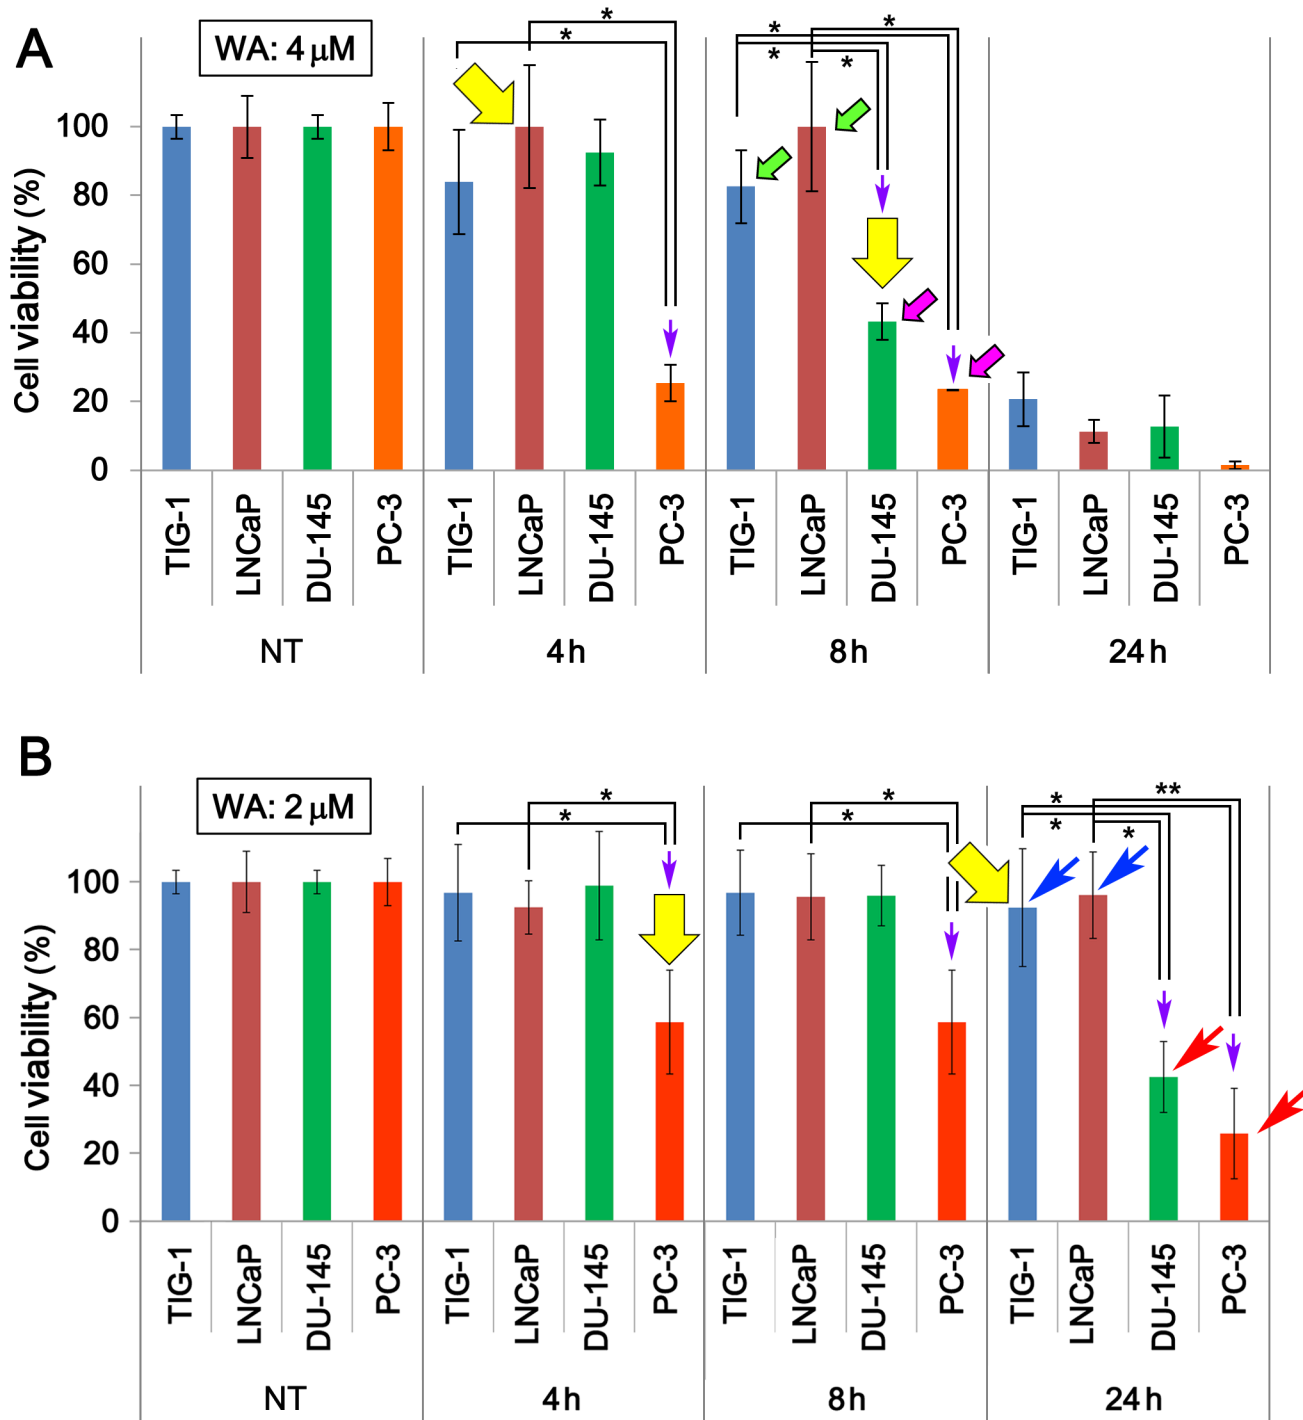 A
WA: 4 μM
* *
* * * *
Cell viability (%)
100
80
60
40
20
0
TIG-1 LNCaP DU-145 PC-3 TIG-1 LNCaP DU-145 PC-3 TIG-1 LNCaP DU-145 PC-3 TIG-1 LNCaP DU-145 PC-3
NT 4h 8h 24h
B
WA: 2 μM
* *
* *
* ** * *
Cell viability (%)
100
80
60
40
20
0
TIG-1 LNCaP DU-145 PC-3 TIG-1 LNCaP DU-145 PC-3 TIG-1 LNCaP DU-145 PC-3 TIG-1 LNCaP DU-145 PC-3
NT 4h 8h 24h